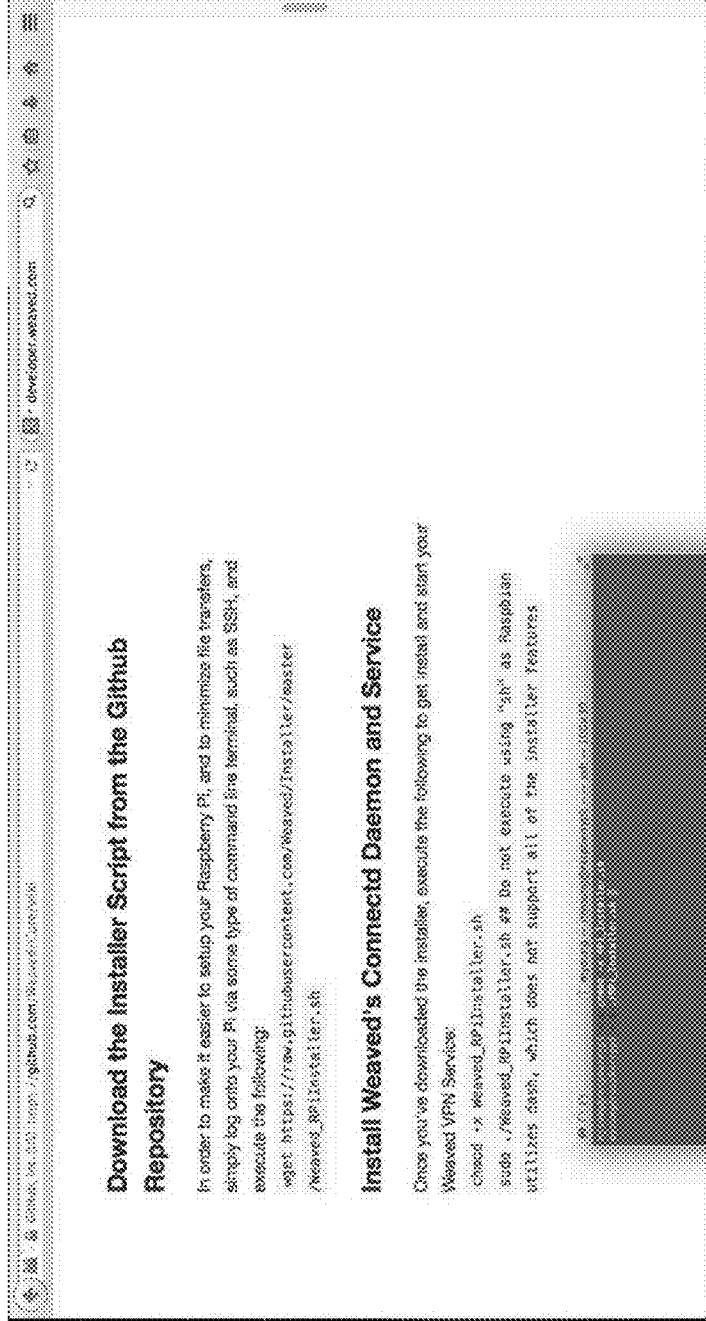 developer.weaved.com
Download the Installer Script from the Github
Repository
In order to make it easier to setup your Raspberry Pi, and to minimize file transfers,
simply log onto your Pi via some type of command line terminal, such as SSH, and
execute the following:
wget https://raw.githubusercontent.com/Weaved/Installer/master
/Weaved_RPiInstaller.sh
Install Weaved's Connectd Daemon and Service
Once you've downloaded the installer, execute the following to get install and start your
Weaved VPN Service:
chmod +x Weaved_RPiInstaller.sh
sudo ./Weaved_RPiInstaller.sh ## Do not execute using "sh" as Raspbian
utilizes dash, which does not support all of the installer features